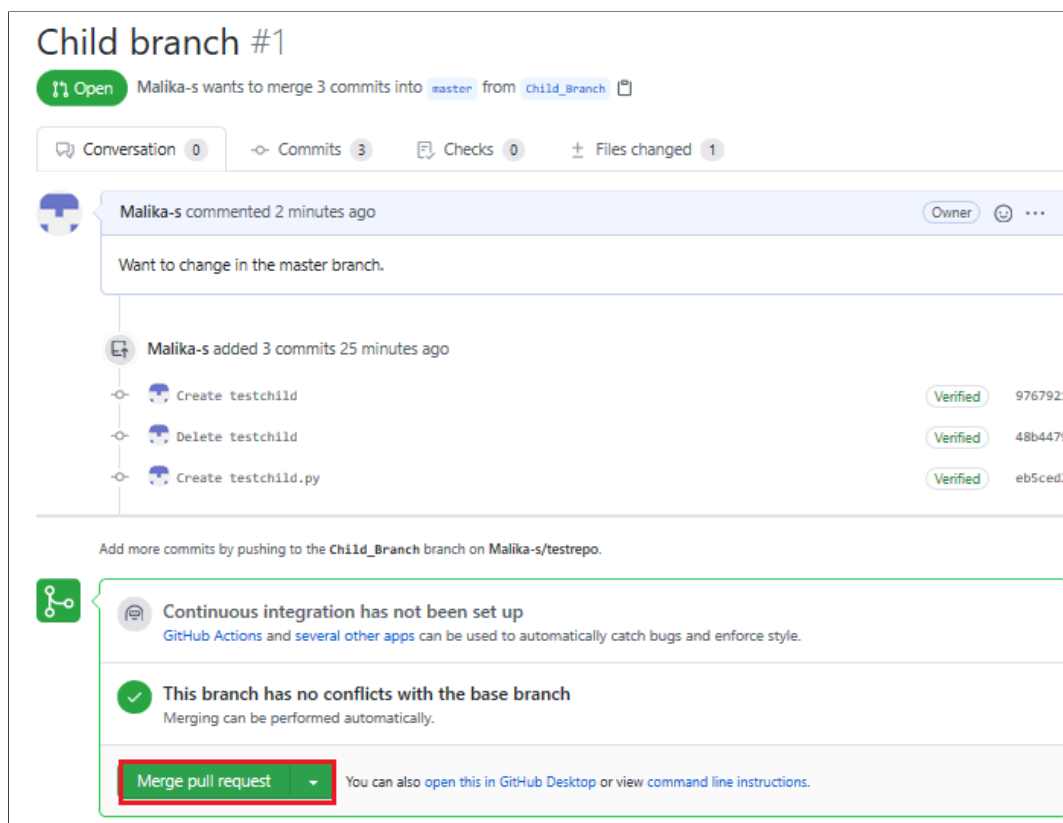 Child branch #1
Open Malika-s wants to merge 3 commits into master from Child_Branch
Conversation 0 Commits 3 Checks 0 Files changed 1
Malika-s commented 2 minutes ago Owner
Want to change in the master branch.
Malika-s added 3 commits 25 minutes ago
Create testchild Verified
Delete testchild Verified
Create testchild.py Verified
Add more commits by pushing to the Child_Branch branch on Malika-s/testrepo.
Continuous integration has not been set up
GitHub Actions and several other apps can be used to automatically catch bugs and enforce style.
This branch has no conflicts with the base branch
Merging can be performed automatically.
Merge pull request You can also open this in GitHub Desktop or view command line instructions.